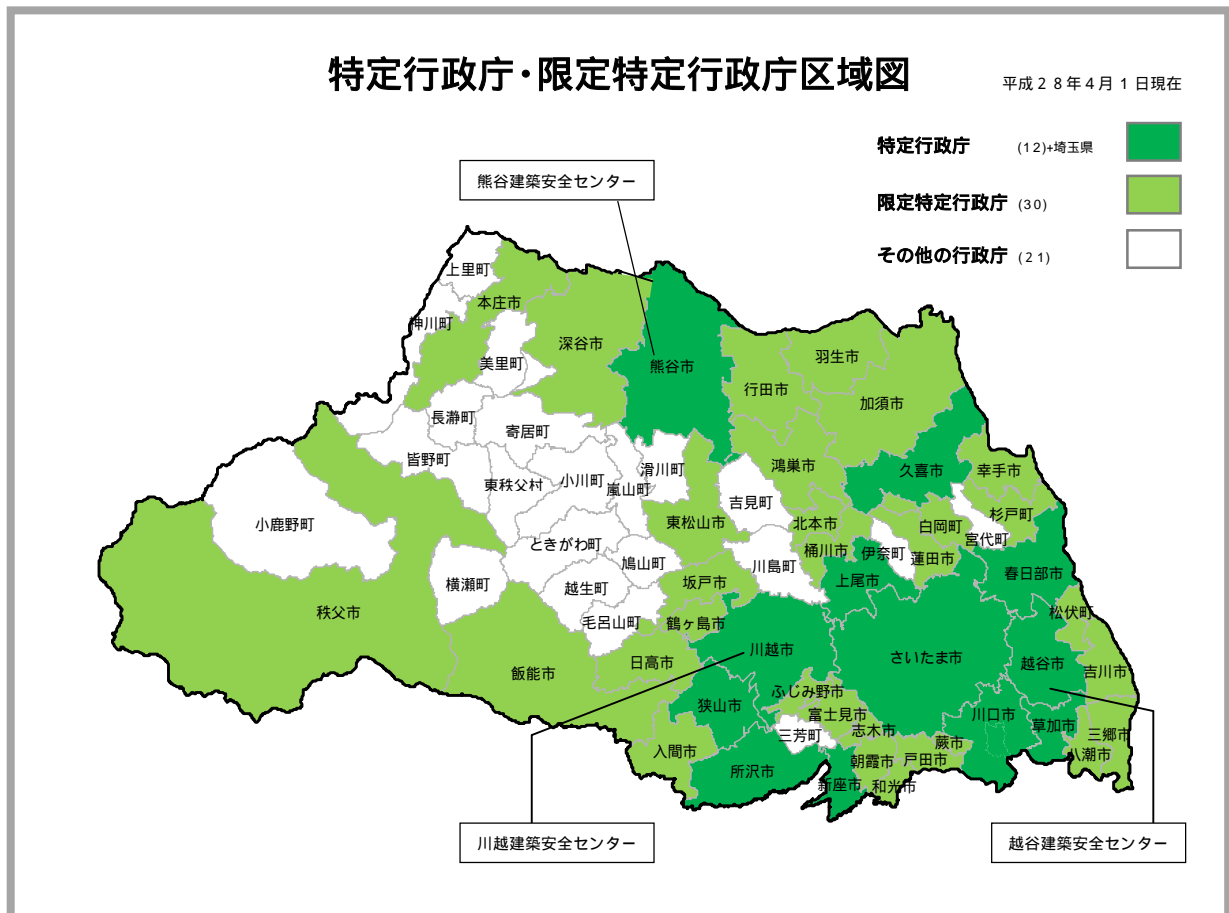 特定行政庁・限定特定行政庁区域図
平成２８年４月１日現在
特定行政庁 (12)+埼玉県
限定特定行政庁 (30)
その他の行政庁 (21)
熊谷建築安全センター
上里町
本庄市
神川町
美里町
深谷市
熊谷市
羽生市
行田市
加須市
長瀞町
寄居町
皆野町
東秩父村
小川町
嵐山町
滑川町
吉見町
鴻巣市
久喜市
幸手市
小鹿野町
東松山市
北本市
白岡町
杉戸町
宮代町
ときがわ町
鳩山町
川島町
桶川市
伊奈町
蓮田市
春日部市
横瀬町
越生町
坂戸市
上尾市
秩父市
毛呂山町
鶴ヶ島市
松伏町
日高市
川越市
さいたま市
越谷市
吉川市
飯能市
狭山市
ふじみ野市
富士見市
川口市
草加市
三芳町
志木市
蕨市
三郷市
入間市
所沢市
朝霞市
戸田市
八潮市
新座市
和光市
川越建築安全センター
越谷建築安全センター